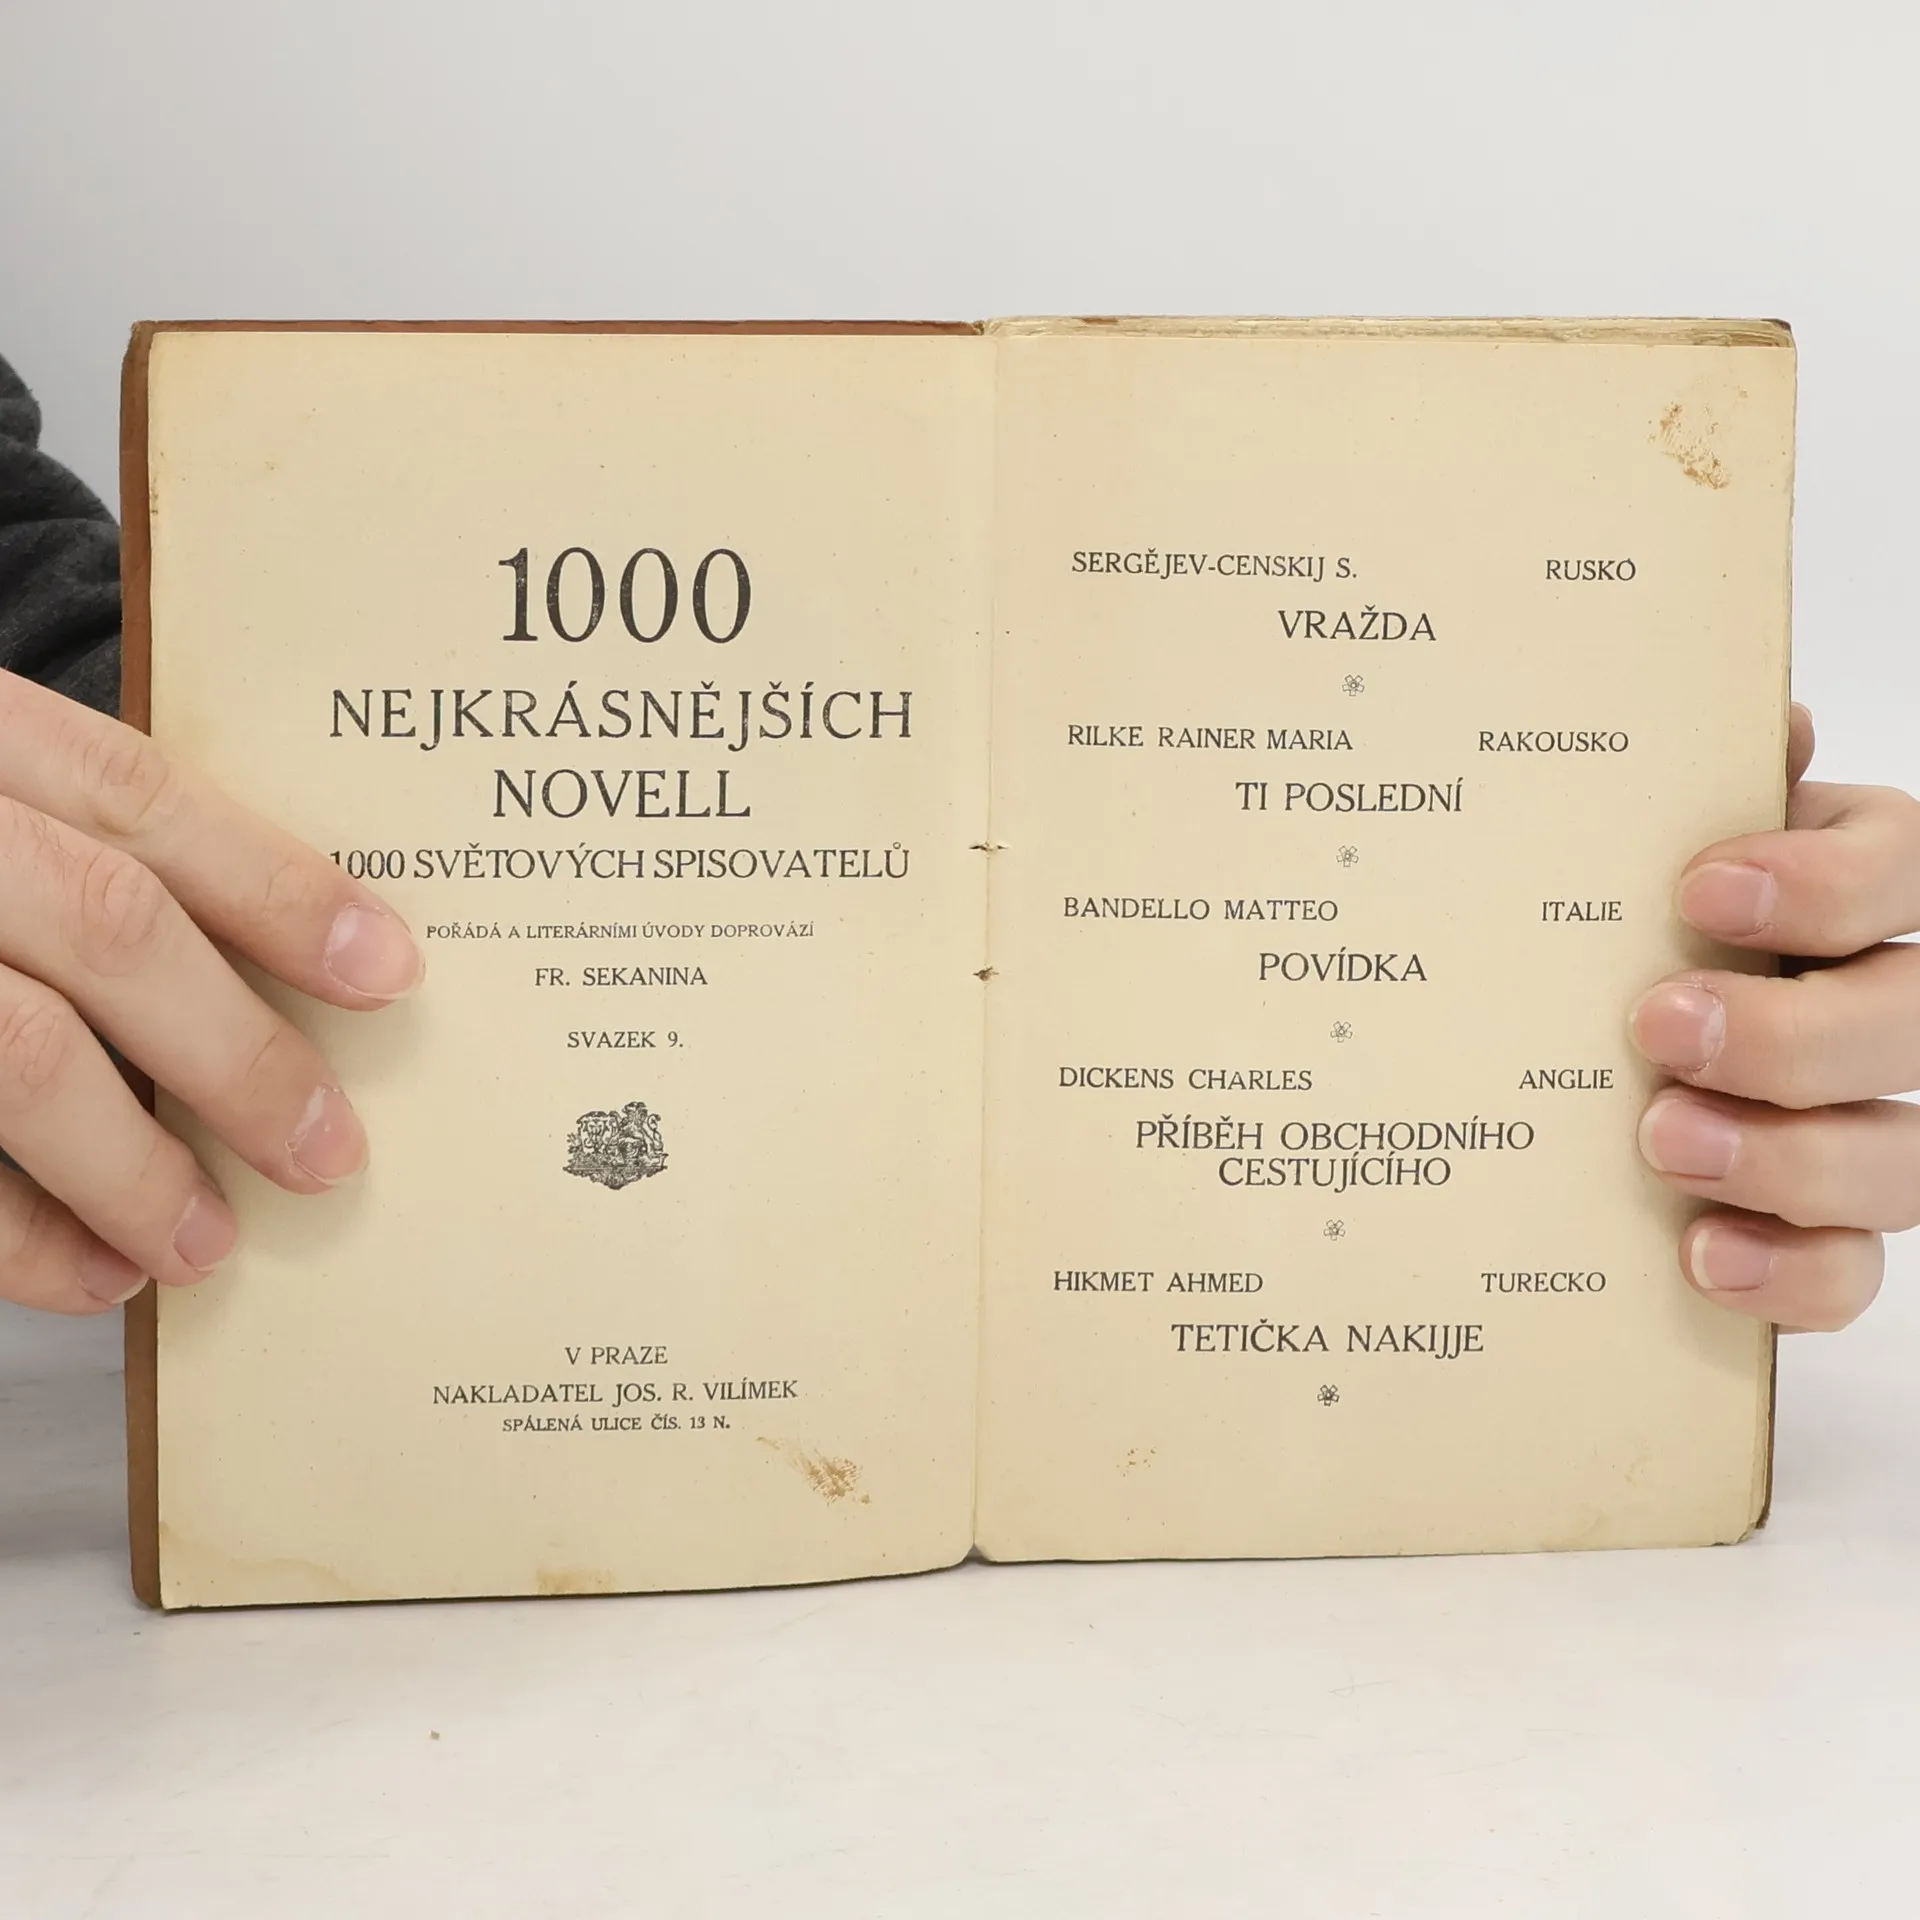 1000
NEJKRÁSNĚJŠÍCH
NOVELL
1000 SVĚTOVÝCH SPISOVATELŮ
POŘÁDÁ A LITERÁRNÍMI ÚVODY DOPROVÁZÍ
FR. SEKANINA
SVAZEK 9.
V PRAZE
NAKLADATEL JOS. R. VILÍMEK
SPÁLENÁ ULICE ČÍS. 13 N.
SERGĚJEV-CENSKIJ S. RUSKO
VRAŽDA
RILKE RAINER MARIA RAKOUSKO
TI POSLEDNÍ
BANDELLO MATTEO ITALIE
POVÍDKA
DICKENS CHARLES ANGLIE
PŘÍBĚH OBCHODNÍHO
CESTUJÍCÍHO
HIKMET AHMED TURECKO
TETIČKA NAKIJJE